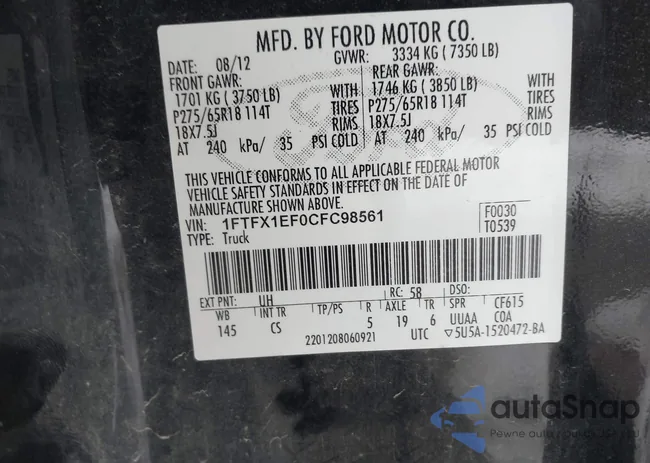 MFD. BY FORD MOTOR CO.
DATE: 08/12 GVWR: 3334 KG ( 7350 LB)
FRONT GAWR: REAR GAWR:
1701 KG ( 3750 LB) WITH 1746 KG ( 3850 LB) WITH
P275/65R18 114T TIRES P275/65R18 114T TIRES
18X7.5J RIMS 18X7.5J RIMS
AT 240 kPa/ 35 PSI COLD AT 240 kPa/ 35 PSI COLD
THIS VEHICLE CONFORMS TO ALL APPLICABLE FEDERAL MOTOR
VEHICLE SAFETY STANDARDS IN EFFECT ON THE DATE OF
MANUFACTURE SHOWN ABOVE.
VIN: 1FTFX1EF0CFC98561 F0030
TYPE: Truck T0539
EXT PNT: UH RC: 58 DSO:
WB INT TR TP/PS R AXLE TR SPR CF615
145 CS 5 19 6 UUAA COA
2201208060921 UTC ▽5U5A-1520472-BA
autaSnap
Pewne auto